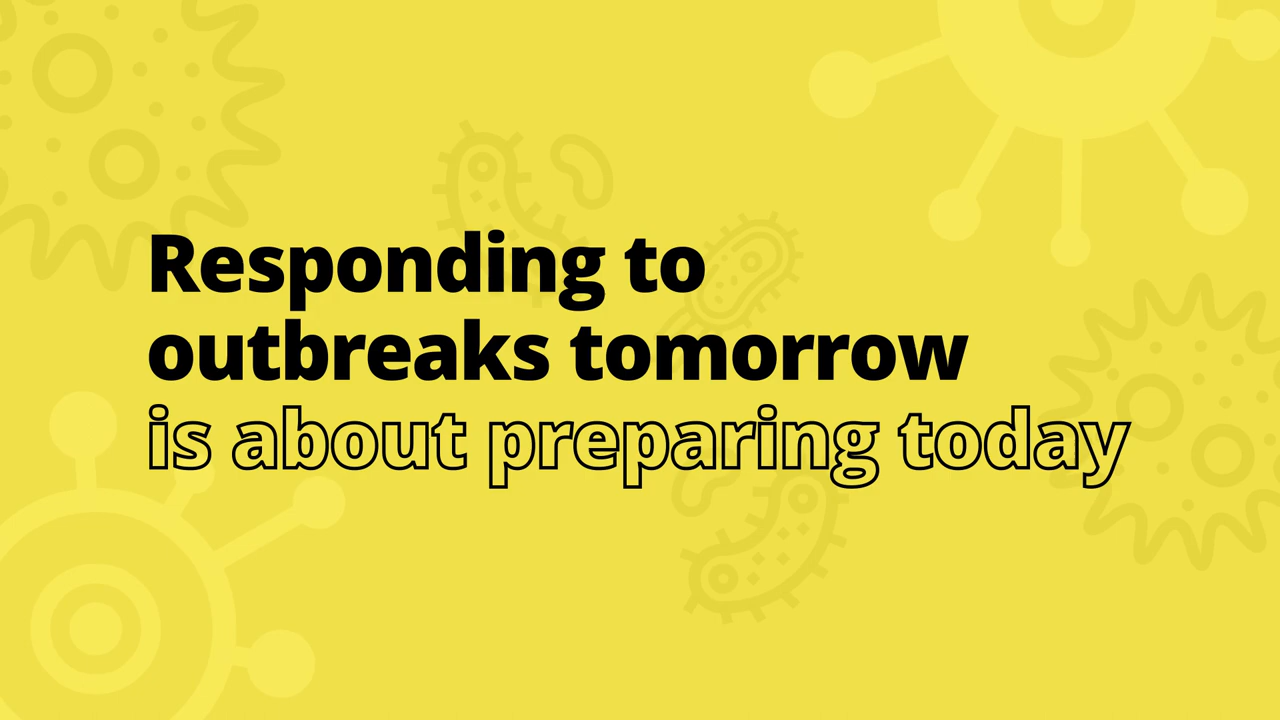 Responding to
outbreaks tomorrow
is about preparing today